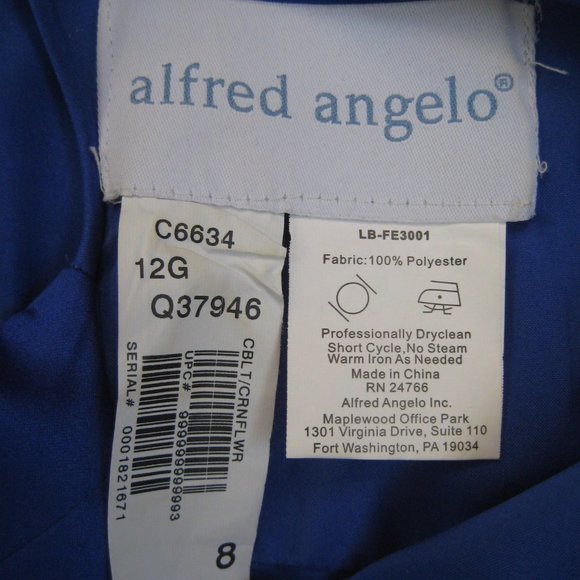 alfred angelo®
C6634
12G
Q37946
CBLT/CRNFLWR
UPC# 9999999999993
SERIAL# 0001821671
8
LB-FE3001
Fabric:100% Polyester
Professionally Dryclean
Short Cycle,No Steam
Warm Iron As Needed
Made in China
RN 24766
Alfred Angelo Inc.
Maplewood Office Park
1301 Virginia Drive, Suite 110
Fort Washington, PA 19034